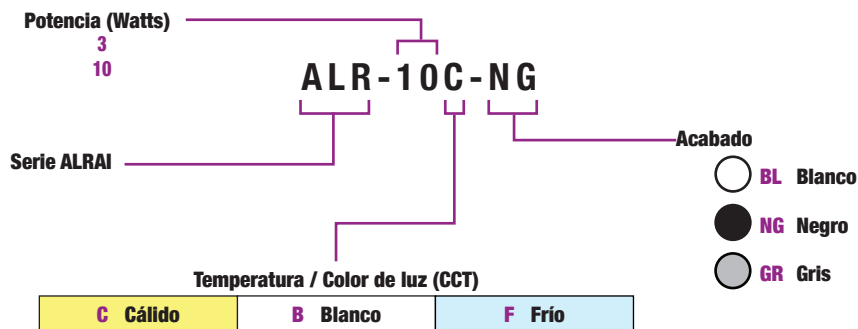 Potencia (Watts)
3
10
ALR-10C-NG
Serie ALRAI
Acabado
BL Blanco
NG Negro
GR Gris
Temperatura / Color de luz (CCT)
C Cálido B Blanco F Frío